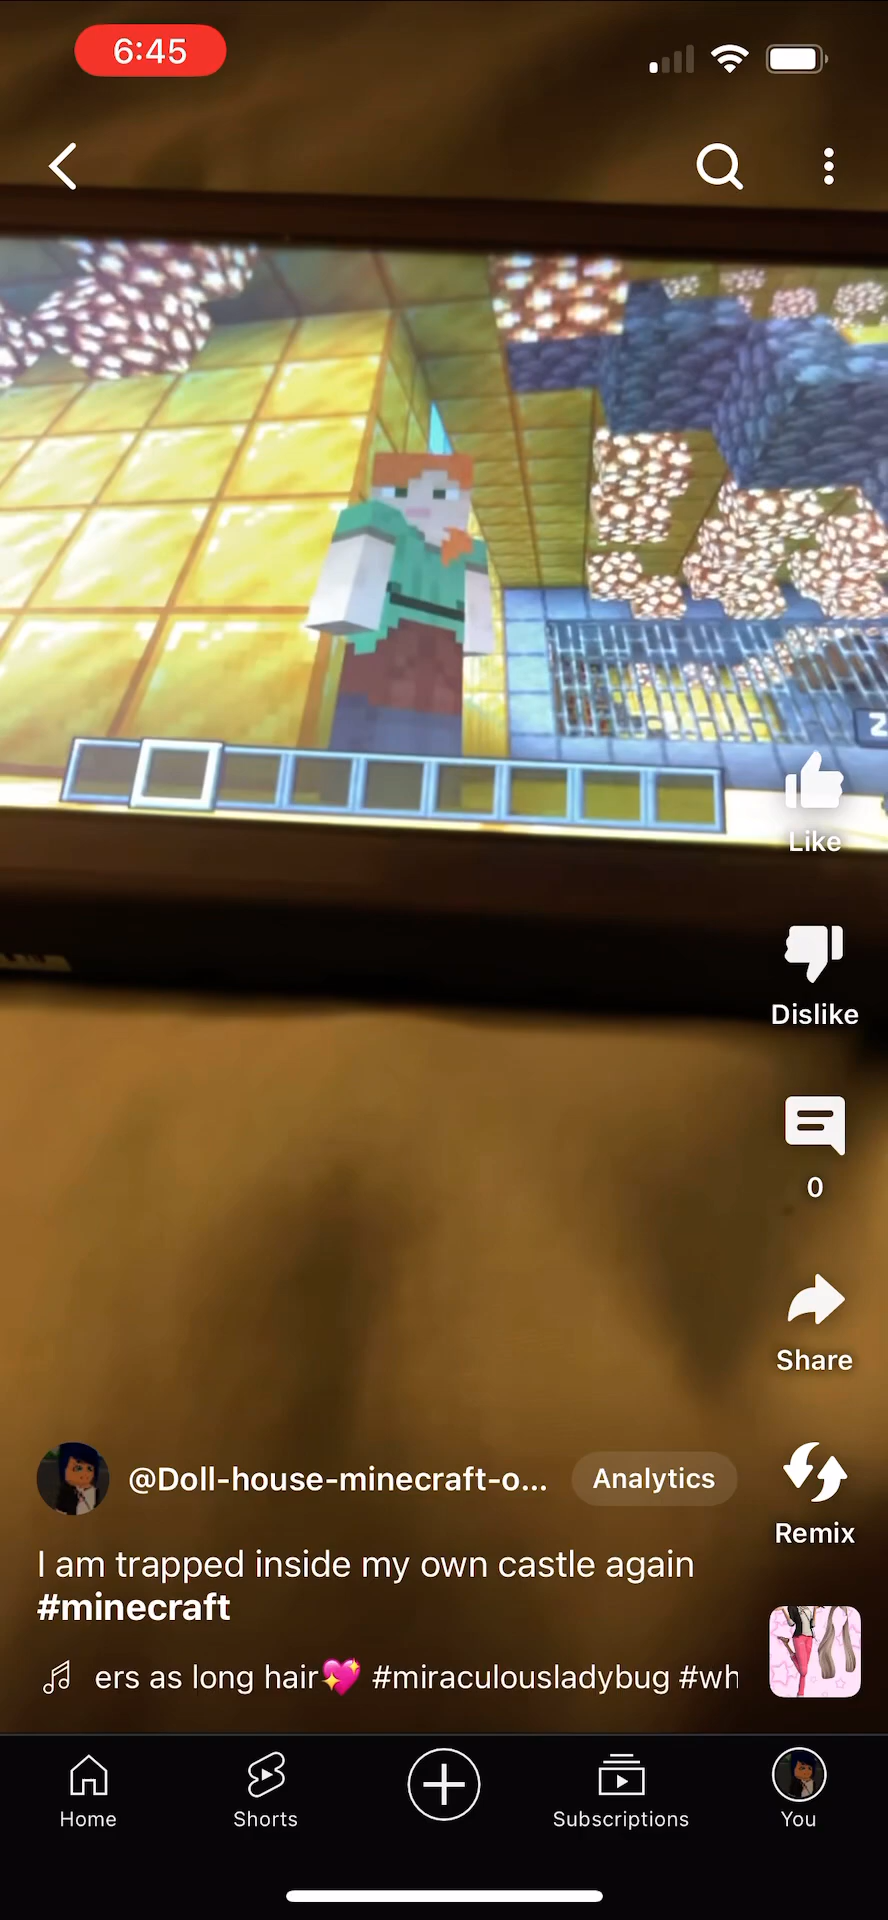 6:45
Like
Dislike
0
Share
@Doll-house-minecraft-o...
Analytics
Remix
I am trapped inside my own castle again
#minecraft
ers as long hair💖 #miraculousladybug #wh
Home
Shorts
Subscriptions
You